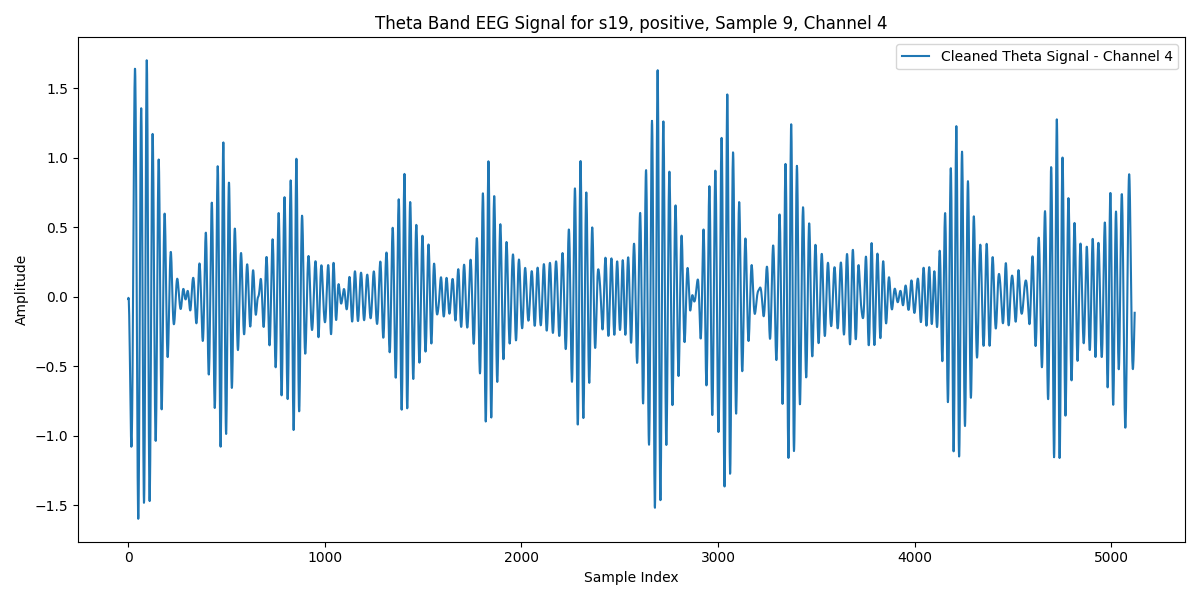 Theta Band EEG Signal for s19, positive, Sample 9, Channel 4
Cleaned Theta Signal - Channel 4
Amplitude
1.5
1.0
0.5
0.0
−0.5
−1.0
−1.5
0 1000 2000 3000 4000 5000
Sample Index